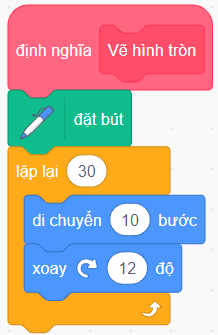 định nghĩa Vẽ hình tròn
đặt bút
lặp lại 30
di chuyển 10 bước
xoay 12 độ